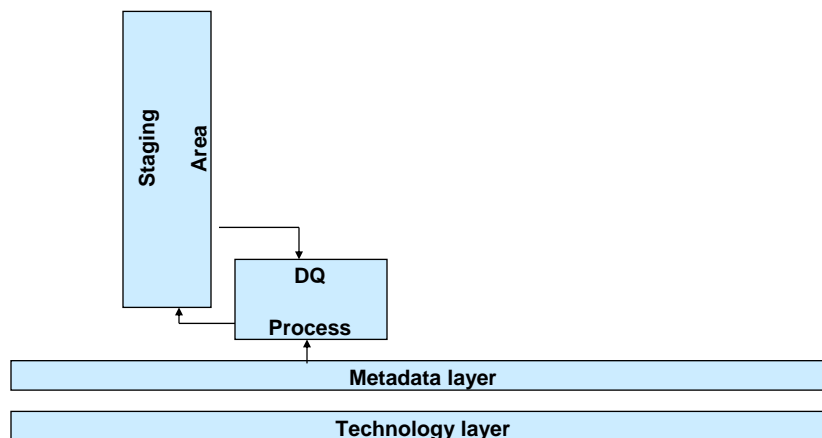 Staging
Area
DQ
Process
Metadata layer
Technology layer